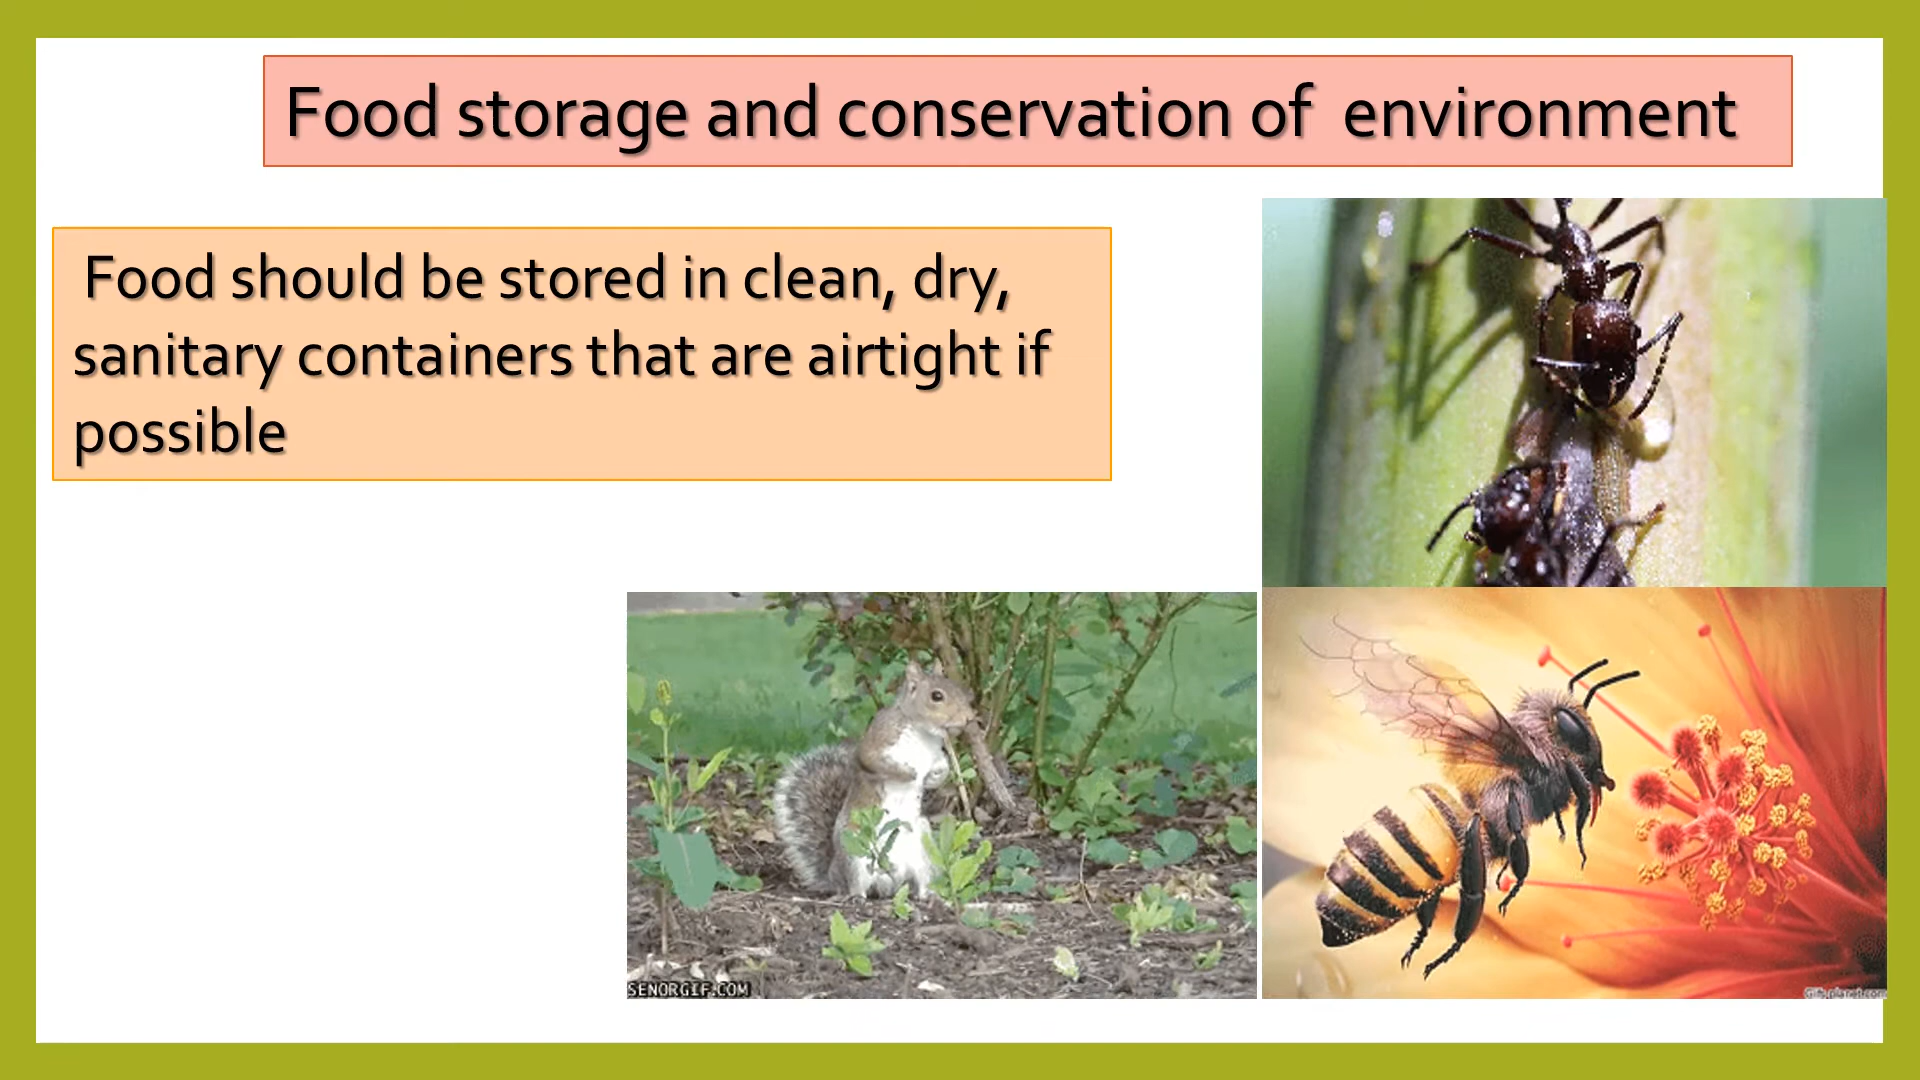 Food storage and conservation of  environment
Food should be stored in clean, dry,
sanitary containers that are airtight if
possible
SENORGIF.COM